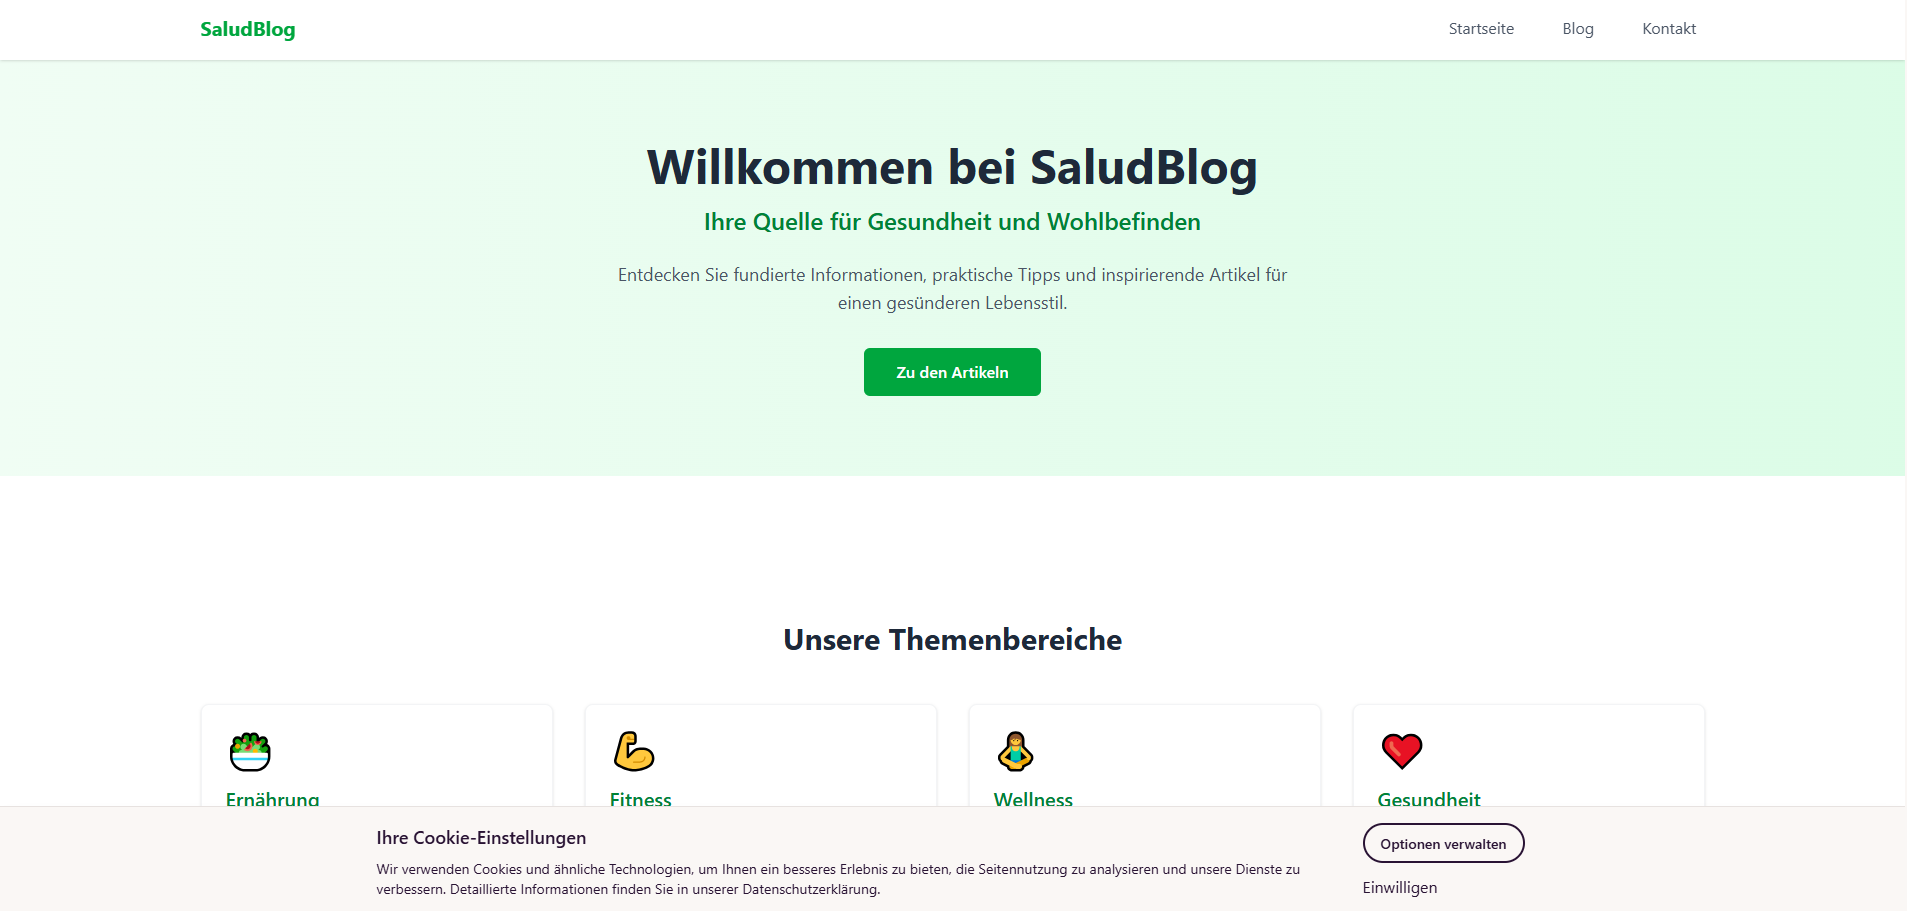 SaludBlog
Startseite
Blog
Kontakt
Willkommen bei SaludBlog
Ihre Quelle für Gesundheit und Wohlbefinden
Entdecken Sie fundierte Informationen, praktische Tipps und inspirierende Artikel für
einen gesünderen Lebensstil.
Zu den Artikeln
Unsere Themenbereiche
Ernährung
Fitness
Wellness
Gesundheit
Ihre Cookie-Einstellungen
Wir verwenden Cookies und ähnliche Technologien, um Ihnen ein besseres Erlebnis zu bieten, die Seitennutzung zu analysieren und unsere Dienste zu
verbessern. Detaillierte Informationen finden Sie in unserer Datenschutzerklärung.
Optionen verwalten
Einwilligen